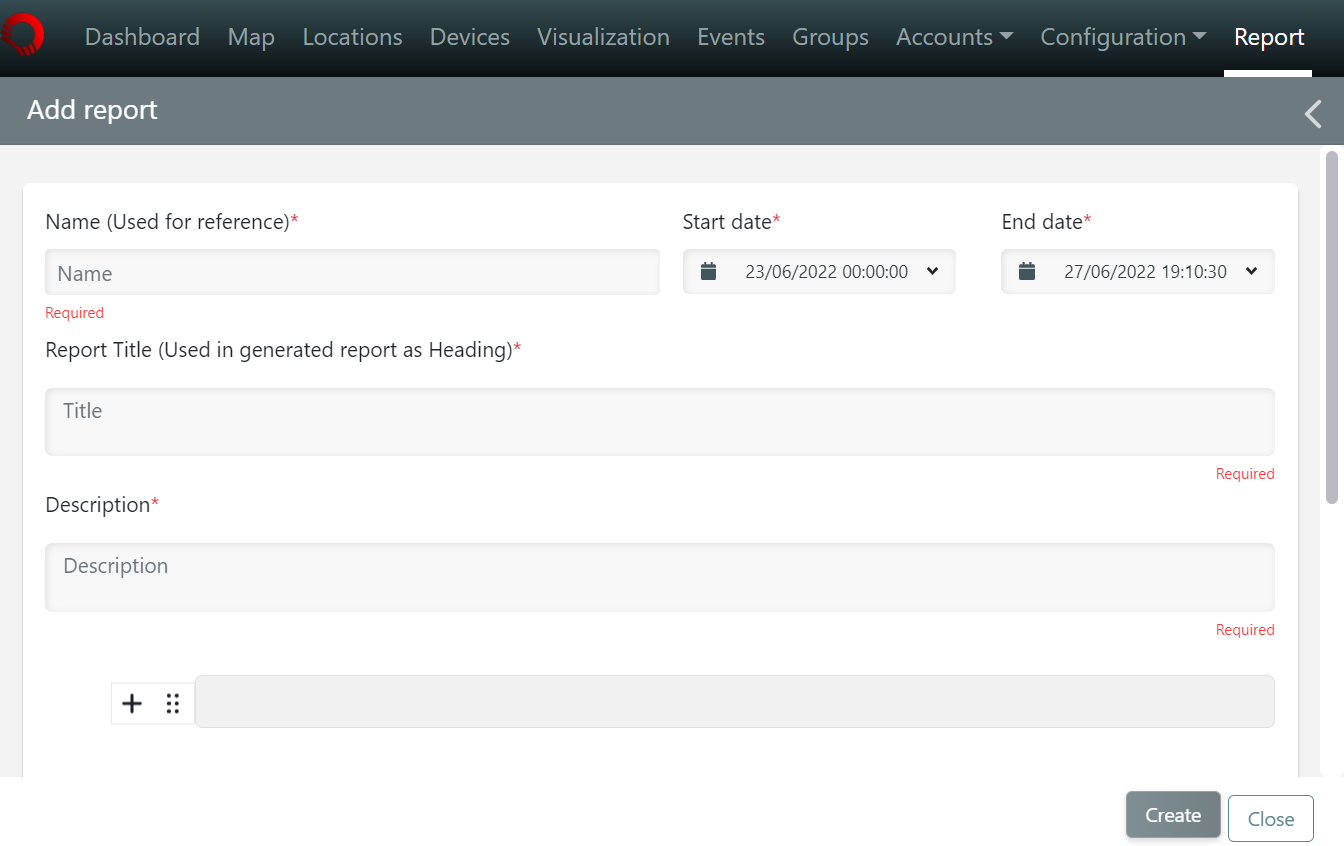 Dashboard Map Locations Devices Visualization Events Groups Accounts Configuration Report
Add report
Name (Used for reference)* Start date* End date*
Name 23/06/2022 00:00:00 27/06/2022 19:10:30
Required
Report Title (Used in generated report as Heading)*
Title
Required
Description*
Description
Required
Create Close